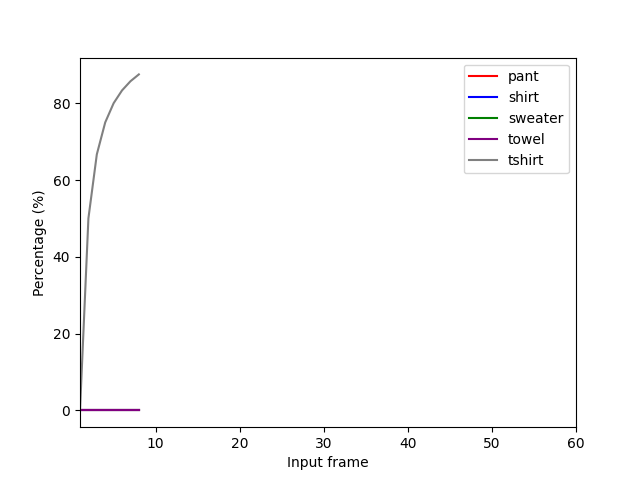 pant
shirt
sweater
towel
tshirt
80
60
40
20
0
Percentage (%)
10 20 30 40 50 60
Input frame